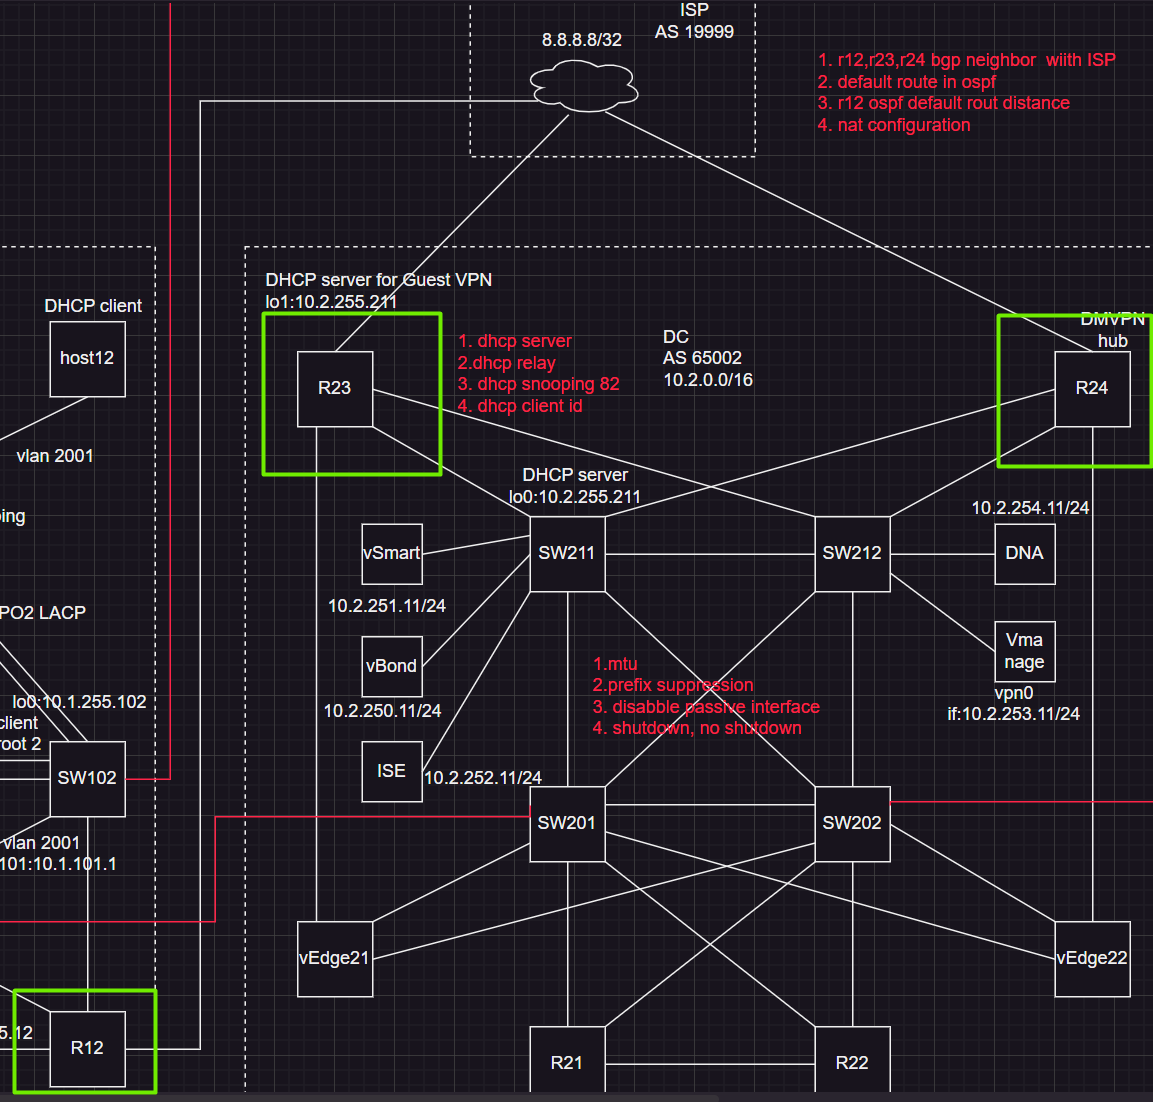 ISP
AS 19999
8.8.8.8/32
1. r12,r23,r24 bgp neighbor wiith ISP
2. default route in ospf
3. r12 ospf default rout distance
4. nat configuration
DHCP server for Guest VPN
lo1:10.2.255.211
DHCP client
host12
vlan 2001
R23
1. dhcp server
2.dhcp relay
3. dhcp snooping 82
4. dhcp client id
DC
AS 65002
10.2.0.0/16
DMVPN
hub
R24
DHCP server
lo0:10.2.255.211
ing
vSmart
SW211
SW212
10.2.254.11/24
DNA
10.2.251.11/24
PO2 LACP
vBond
10.2.250.11/24
1.mtu
2.prefix suppression
3. disabble passive interface
4. shutdown, no shutdown
Vma
nage
vpn0
if:10.2.253.11/24
lo0:10.1.255.102
client
root 2
SW102
ISE
10.2.252.11/24
SW201
SW202
vlan 2001
101:10.1.101.1
vEdge21
vEdge22
5.12
R12
R21
R22